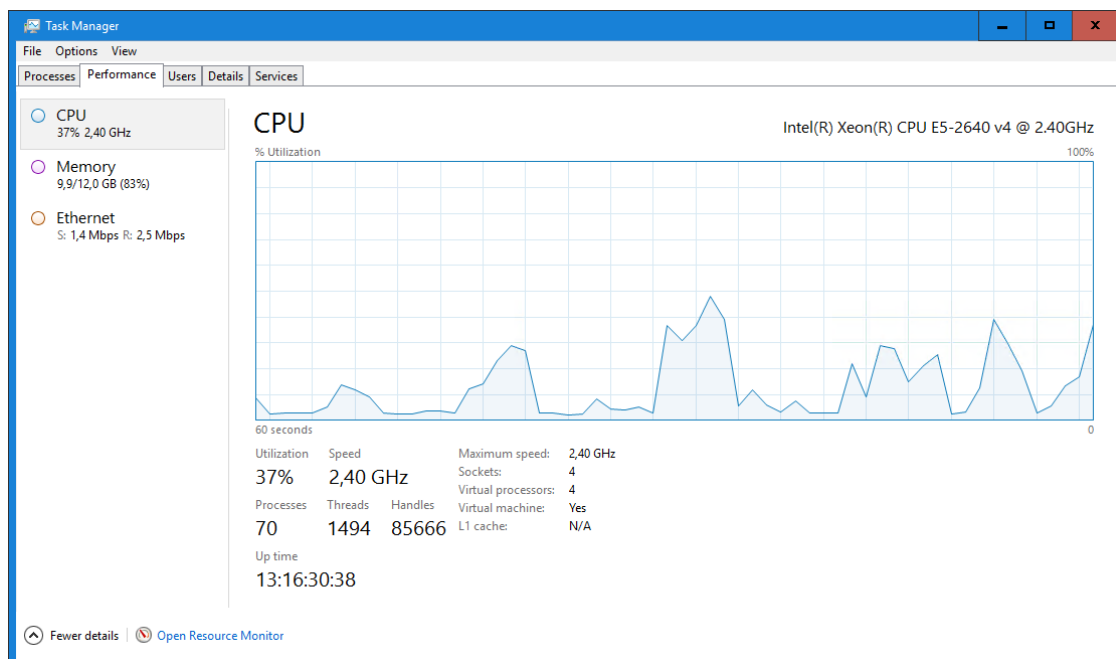 Task Manager
File Options View
Processes Performance Users Details Services
CPU
37% 2,40 GHz
Memory
9,9/12,0 GB (83%)
Ethernet
S: 1,4 Mbps R: 2,5 Mbps
CPU
Intel(R) Xeon(R) CPU E5-2640 v4 @ 2.40GHz
% Utilization 100%
60 seconds 0
Utilization Speed
37% 2,40 GHz
Processes Threads Handles
70 1494 85666
Up time
13:16:30:38
Maximum speed: 2,40 GHz
Sockets: 4
Virtual processors: 4
Virtual machine: Yes
L1 cache: N/A
Fewer details Open Resource Monitor